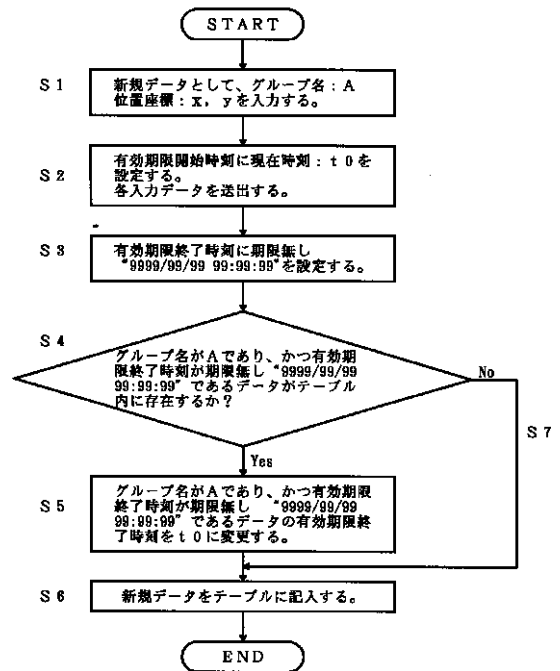 START
S1
新規データとして、グループ名：A
位置座標：x，yを入力する。
S2
有効期限開始時刻に現在時刻：t0を
設定する。
各入力データを送出する。
S3
有効期限終了時刻に期限無し
"9999/99/99 99:99:99"を設定する。
S4
グループ名がAであり、かつ有効期
限終了時刻が期限無し "9999/99/99
99:99:99" であるデータがテーブル
内に存在するか？
No
S7
Yes
S5
グループ名がAであり、かつ有効期限
終了時刻が期限無し "9999/99/99
99:99:99" であるデータの有効期限終
了時刻をt0に変更する。
S6
新規データをテーブルに記入する。
END